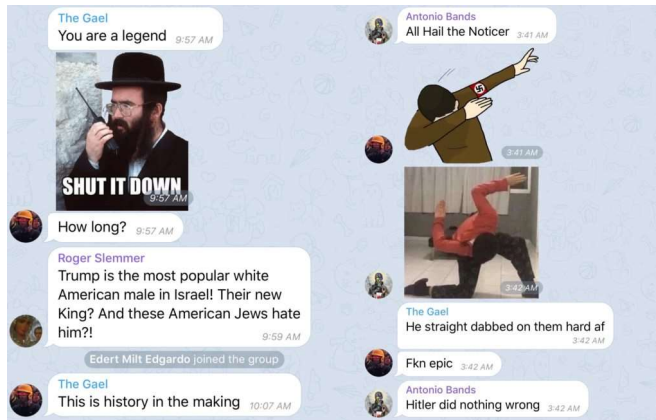 The Gael
You are a legend 9:57 AM
SHUT IT DOWN
9:57 AM
How long? 9:57 AM
Roger Slemmer
Trump is the most popular white
American male in Israel! Their new
King? And these American Jews hate
him?!
9:59 AM
Edert Milt Edgardo joined the group
The Gael
This is history in the making 10:07 AM
Antonio Bands
All Hail the Noticer 3:41 AM
3:41 AM
3:42 AM
The Gael
He straight dabbed on them hard af
3:42 AM
Fkn epic 3:42 AM
Antonio Bands
Hitler did nothing wrong 3:42 AM